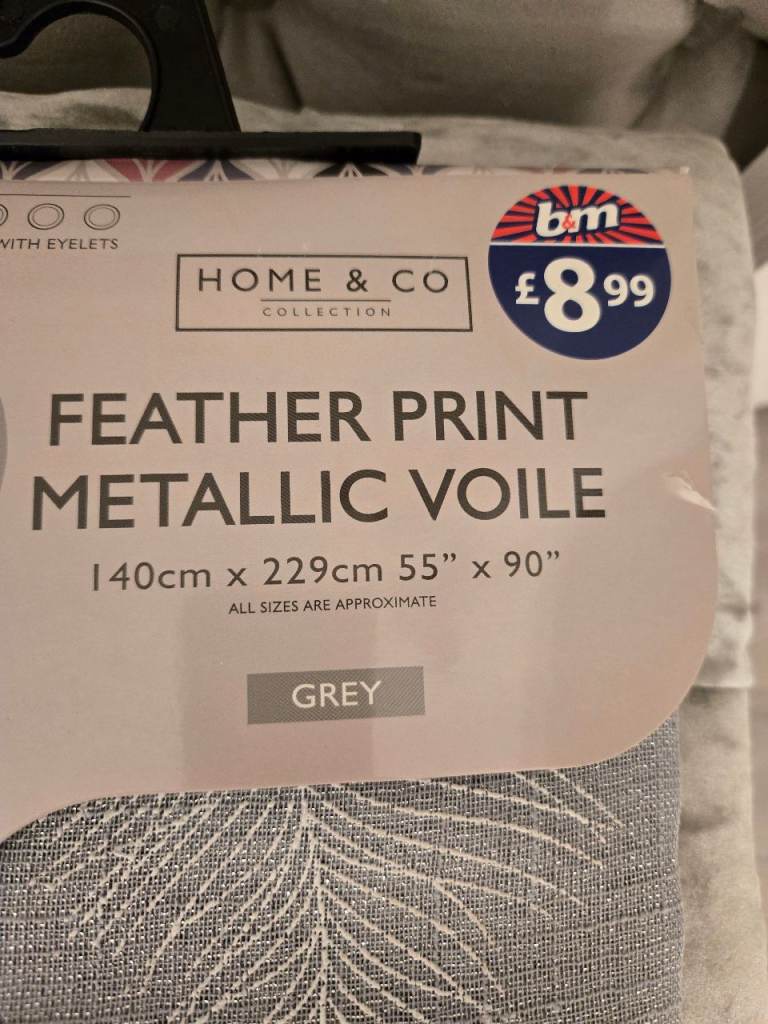 b&m
£8.99
WITH EYELETS
HOME & CO
COLLECTION
FEATHER PRINT
METALLIC VOILE
140cm x 229cm 55” x 90”
ALL SIZES ARE APPROXIMATE
GREY